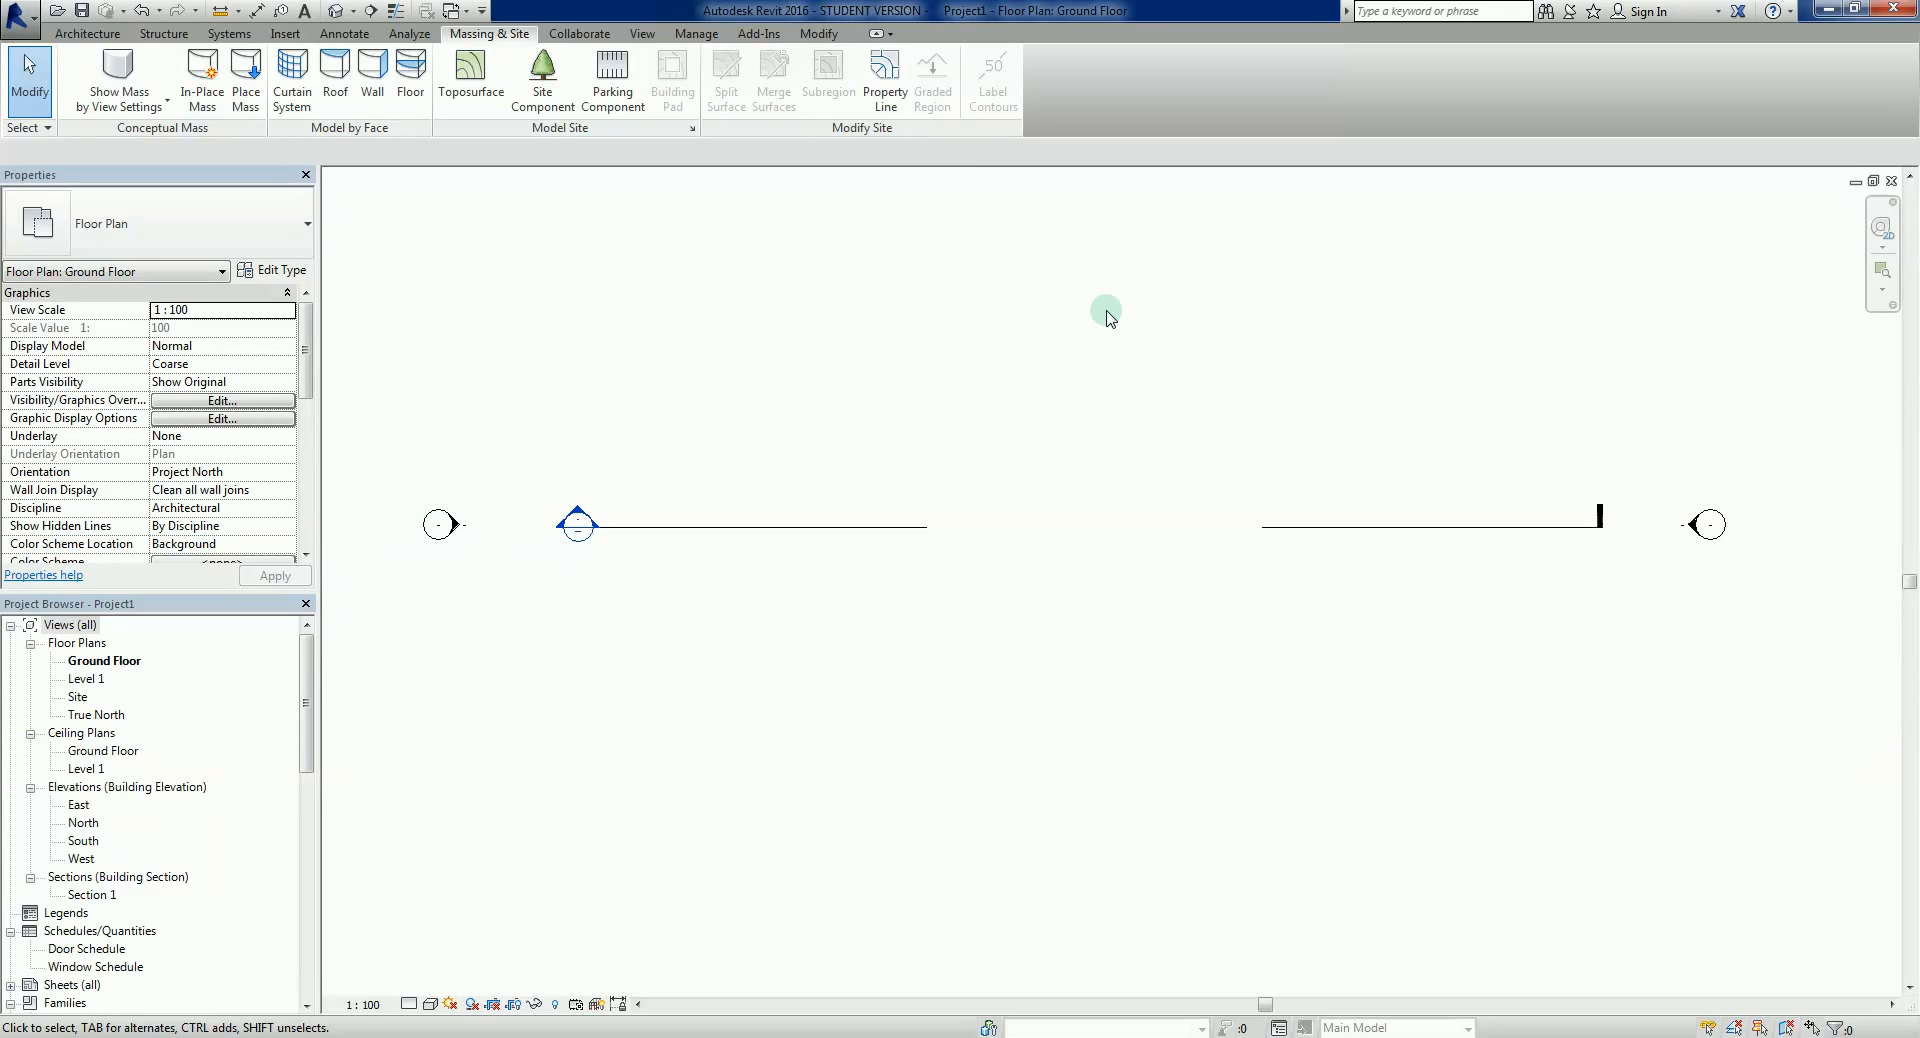 Autodesk Revit 2016 - STUDENT VERSION - Project1 - Floor Plan: Ground Floor
Type a keyword or phrase
Sign In
Architecture Structure Systems Insert Annotate Analyze Massing & Site Collaborate View Manage Add-Ins Modify
Modify
Show Mass by View Settings
In-Place Mass
Place Mass
Curtain System
Roof
Wall
Floor
Toposurface
Site Component
Parking Component
Building Pad
Split Surface
Merge Surfaces
Subregion
Property Line
Graded Region
50
Label Contours
Select
Conceptual Mass
Model by Face
Model Site
Modify Site
Properties
Floor Plan
Floor Plan: Ground Floor
Edit Type
Graphics
View Scale 1 : 100
Scale Value 1: 100
Display Model Normal
Detail Level Coarse
Parts Visibility Show Original
Visibility/Graphics Overr... Edit...
Graphic Display Options Edit...
Underlay None
Underlay Orientation Plan
Orientation Project North
Wall Join Display Clean all wall joins
Discipline Architectural
Show Hidden Lines By Discipline
Color Scheme Location Background
Color Scheme <none>
Properties help
Apply
2D
Project Browser - Project1
Views (all)
Floor Plans
Ground Floor
Level 1
Site
True North
Ceiling Plans
Ground Floor
Level 1
Elevations (Building Elevation)
East
North
South
West
Sections (Building Section)
Section 1
Legends
Schedules/Quantities
Door Schedule
Window Schedule
Sheets (all)
Families
1 : 100
Click to select, TAB for alternates, CTRL adds, SHIFT unselects.
:0
Main Model
:0